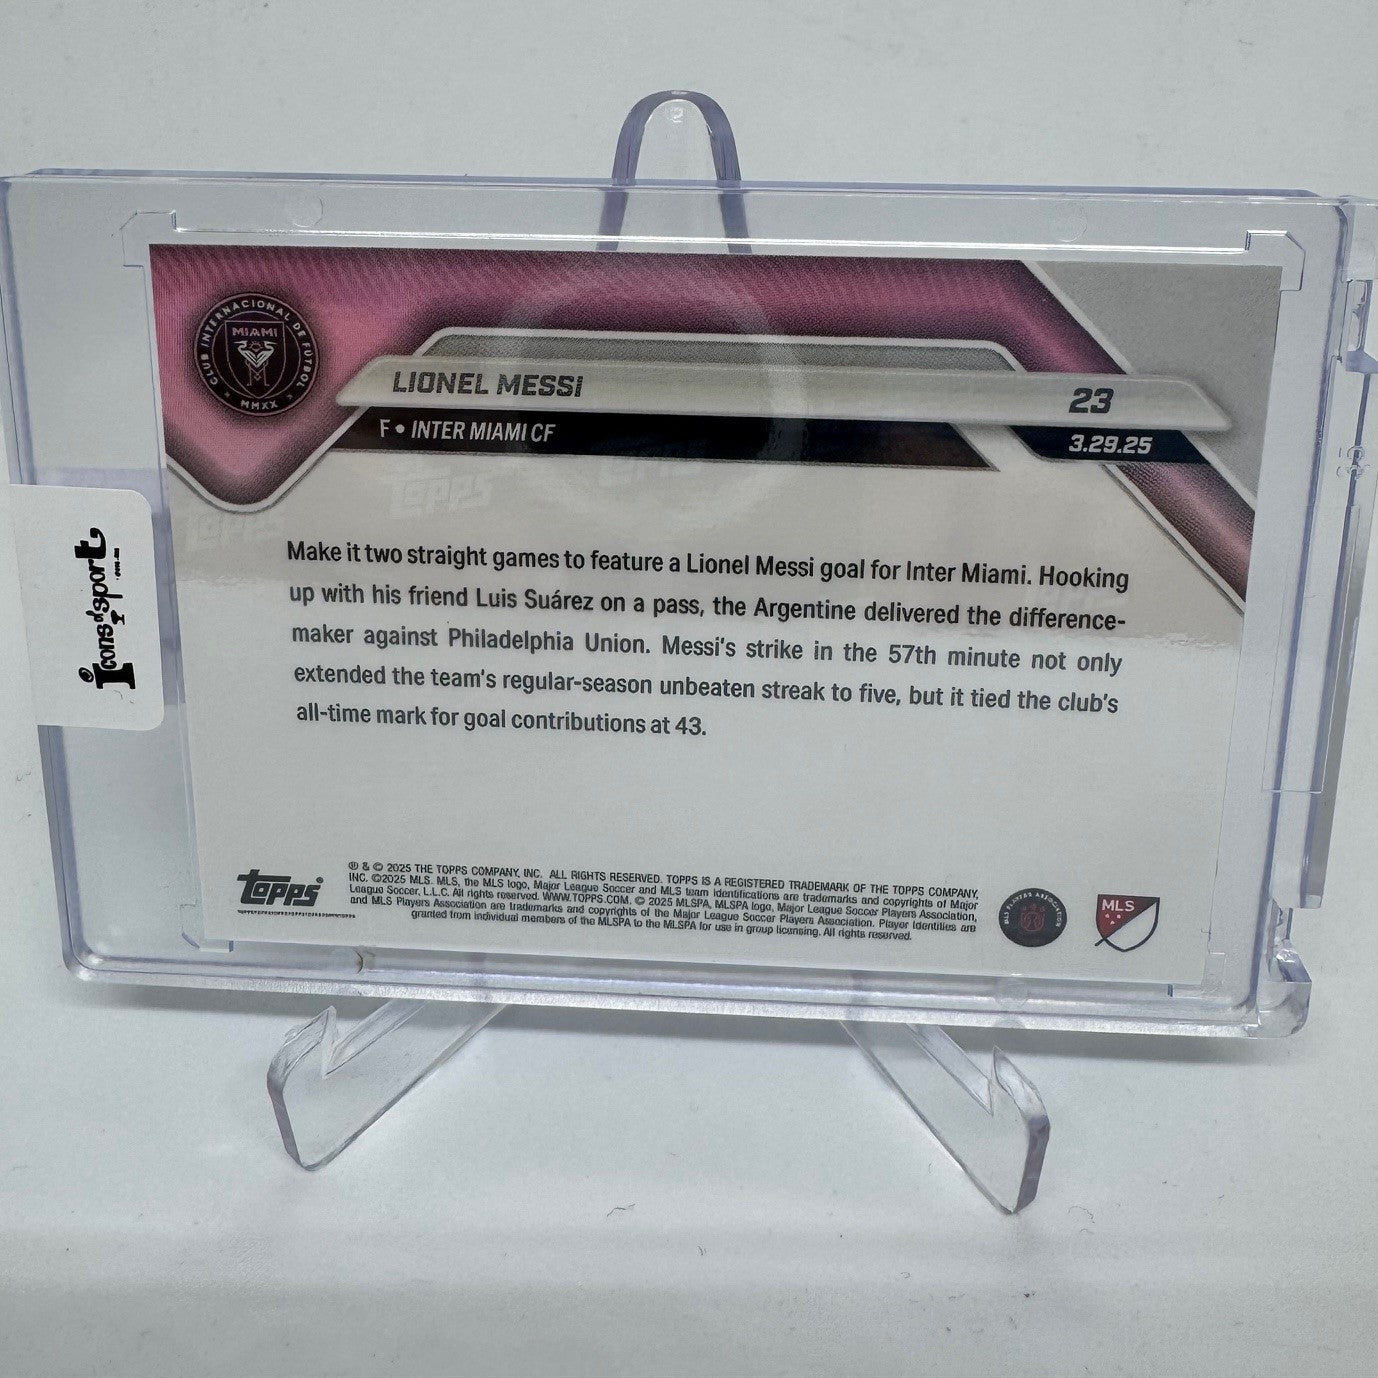 CLUB INTERNACIONAL DE FÚTBOL
MIAMI
MMXX
LIONEL MESSI
23
F • INTER MIAMI CF
3.29.25
Make it two straight games to feature a Lionel Messi goal for Inter Miami. Hooking
up with his friend Luis Suárez on a pass, the Argentine delivered the difference-
maker against Philadelphia Union. Messi's strike in the 57th minute not only
extended the team's regular-season unbeaten streak to five, but it tied the club's
all-time mark for goal contributions at 43.
Icons of sport
.com.au
topps®
® & © 2025 THE TOPPS COMPANY, INC. ALL RIGHTS RESERVED. TOPPS IS A REGISTERED TRADEMARK OF THE TOPPS COMPANY,
INC. ©2025 MLS. MLS, the MLS logo, Major League Soccer and MLS team identifications are trademarks and copyrights of Major
League Soccer, L.L.C. All rights reserved. WWW.TOPPS.COM. © 2025 MLSPA, MLSPA logo, Major League Soccer Players Association,
and MLS Players Association are trademarks and copyrights of the Major League Soccer Players Association. Player Identities are
granted from individual members of the MLSPA to the MLSPA for use in group licensing. All rights reserved.
MLS PLAYERS ASSOCIATION
MLS